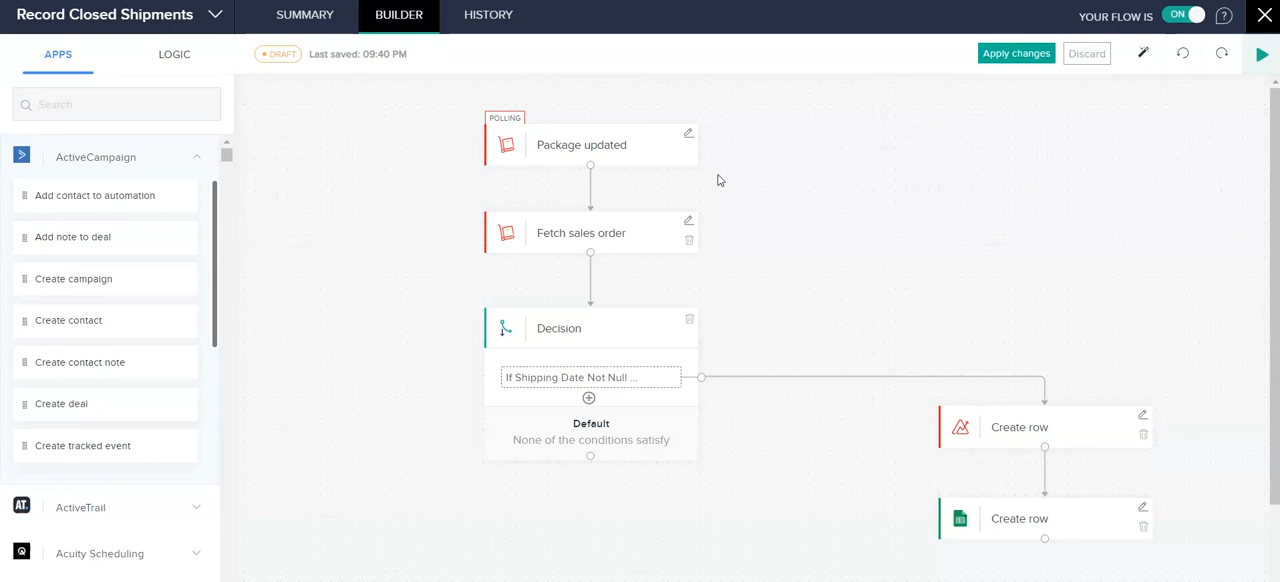 Record Closed Shipments
SUMMARY
BUILDER
HISTORY
YOUR FLOW IS
ON
?
APPS
LOGIC
DRAFT
Last saved: 09:40 PM
Apply changes
Discard
Search
ActiveCampaign
Add contact to automation
Add note to deal
Create campaign
Create contact
Create contact note
Create deal
Create tracked event
AT.
ActiveTrail
Acuity Scheduling
POLLING
Package updated
Fetch sales order
Decision
If Shipping Date Not Null ...
Default
None of the conditions satisfy
Create row
Create row